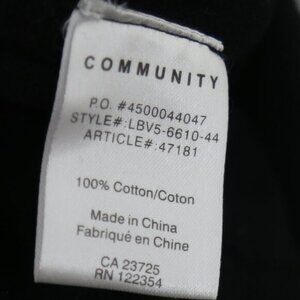 COMMUNITY
P.O. #4500044047
STYLE#:LBV5-6610-44
ARTICLE#:47181
100% Cotton/Coton
Made in China
Fabriqué en Chine
CA 23725
RN 122354